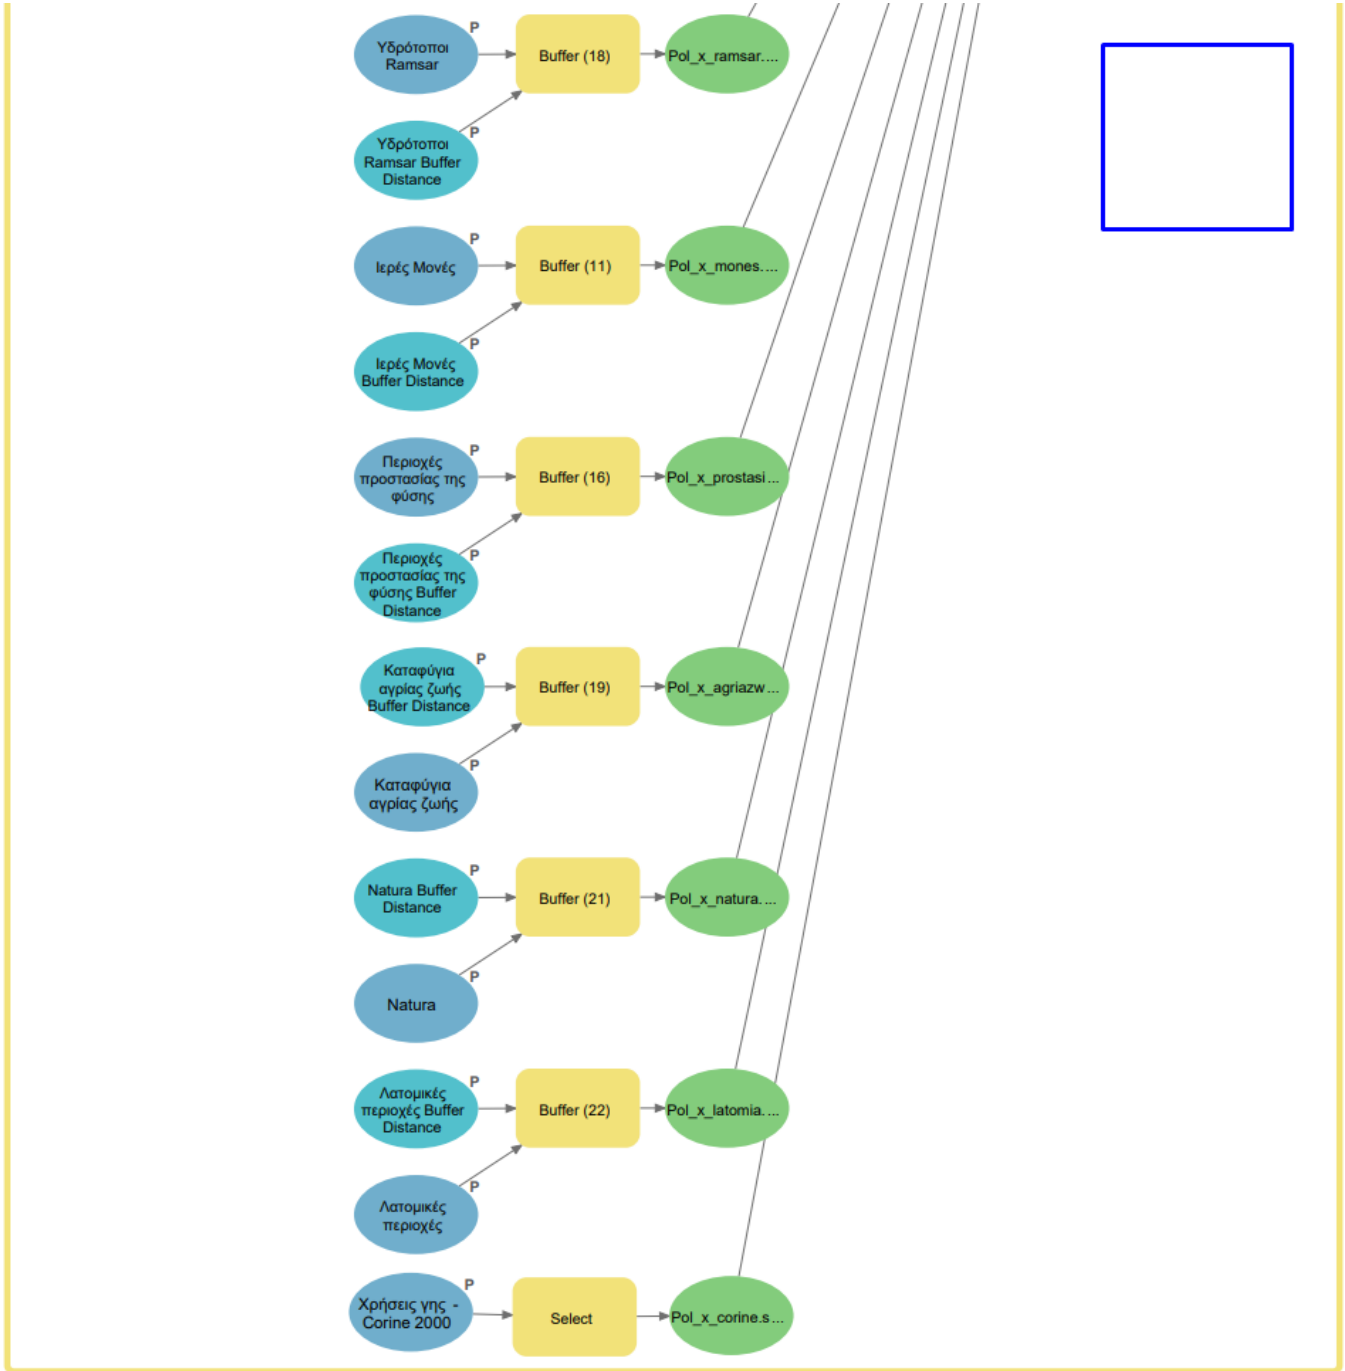 P
Υδρότοποι
Ramsar
Buffer (18)
Pol_x_ramsar....
P
Υδρότοποι
Ramsar Buffer
Distance
P
Ιερές Μονές
Buffer (11)
Pol_x_mones....
P
Ιερές Μονές
Buffer Distance
P
Περιοχές
προστασίας της
φύσης
Buffer (16)
Pol_x_prostasi...
P
Περιοχές
προστασίας της
φύσης Buffer
Distance
P
Καταφύγια
αγρίας ζωής
Buffer Distance
Buffer (19)
Pol_x_agriazw...
P
Καταφύγια
αγρίας ζωής
P
Natura Buffer
Distance
Buffer (21)
Pol_x_natura....
P
Natura
P
Λατομικές
περιοχές Buffer
Distance
Buffer (22)
Pol_x_latomia....
P
Λατομικές
περιοχές
P
Χρήσεις γης -
Corine 2000
Select
Pol_x_corine.s...